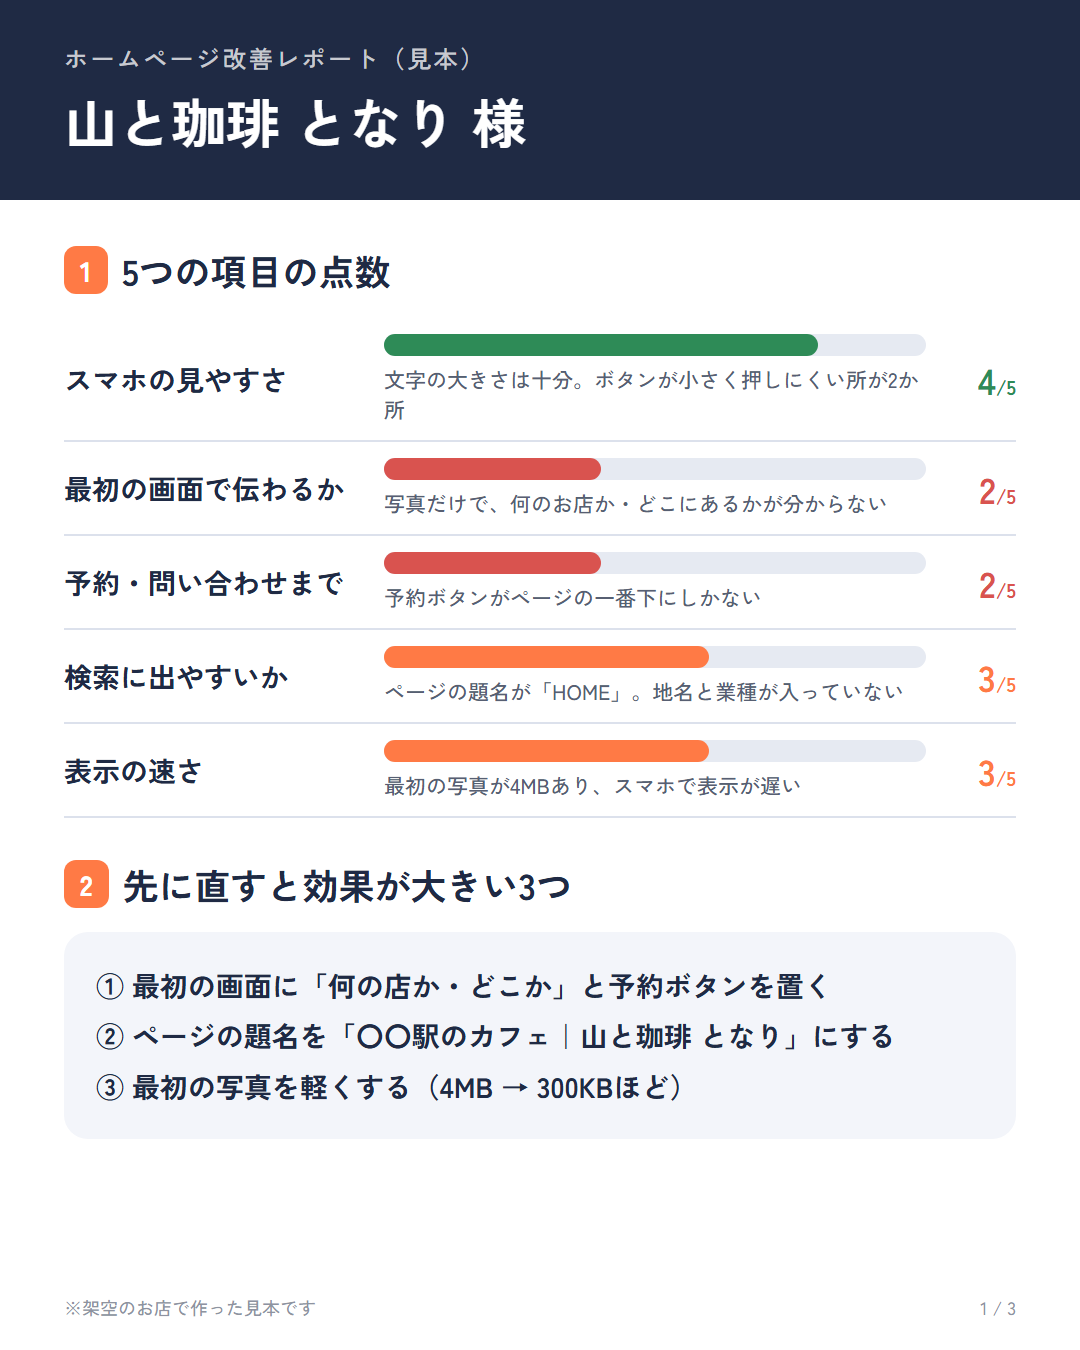 ホームページ改善レポート（見本）
山と珈琲 となり 様
1 5つの項目の点数
スマホの見やすさ
文字の大きさは十分。ボタンが小さく押しにくい所が2か
所
4/5
最初の画面で伝わるか
写真だけで、何のお店か・どこにあるかが分からない
2/5
予約・問い合わせまで
予約ボタンがページの一番下にしかない
2/5
検索に出やすいか
ページの題名が「HOME」。地名と業種が入っていない
3/5
表示の速さ
最初の写真が4MBあり、スマホで表示が遅い
3/5
2 先に直すと効果が大きい3つ
① 最初の画面に「何の店か・どこか」と予約ボタンを置く
② ページの題名を「〇〇駅のカフェ｜山と珈琲 となり」にする
③ 最初の写真を軽くする（4MB → 300KBほど）
※架空のお店で作った見本です
1 / 3